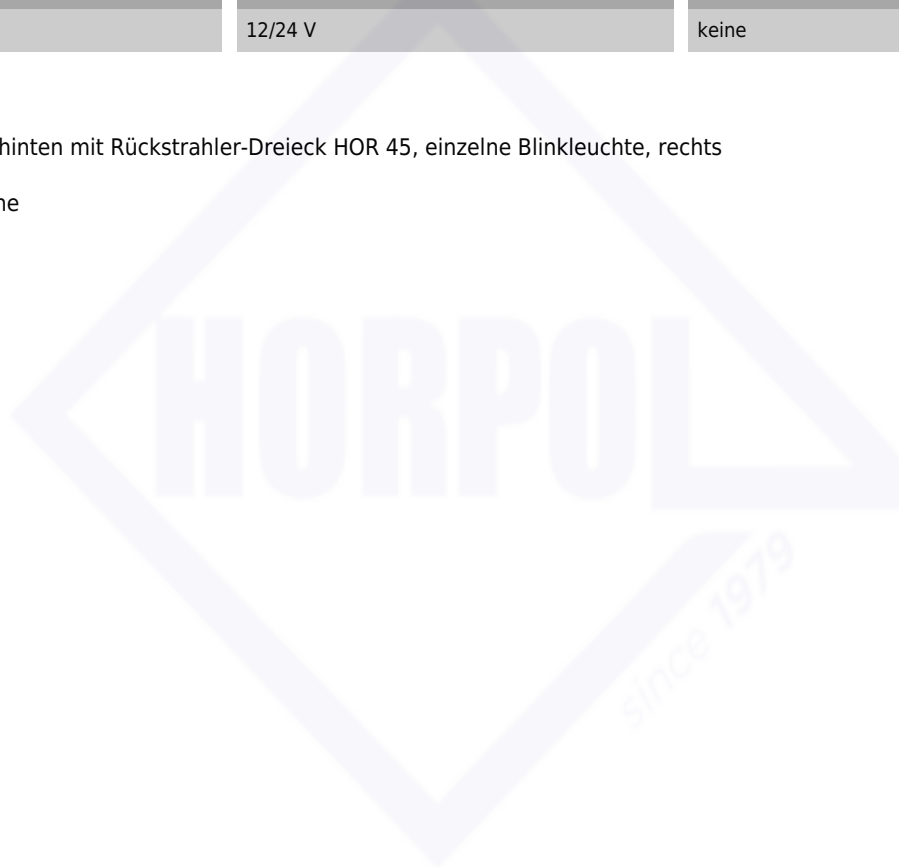 12/24 V keine
hinten mit Rückstrahler-Dreieck HOR 45, einzelne Blinkleuchte, rechts
ne
HORPOL
since 1979